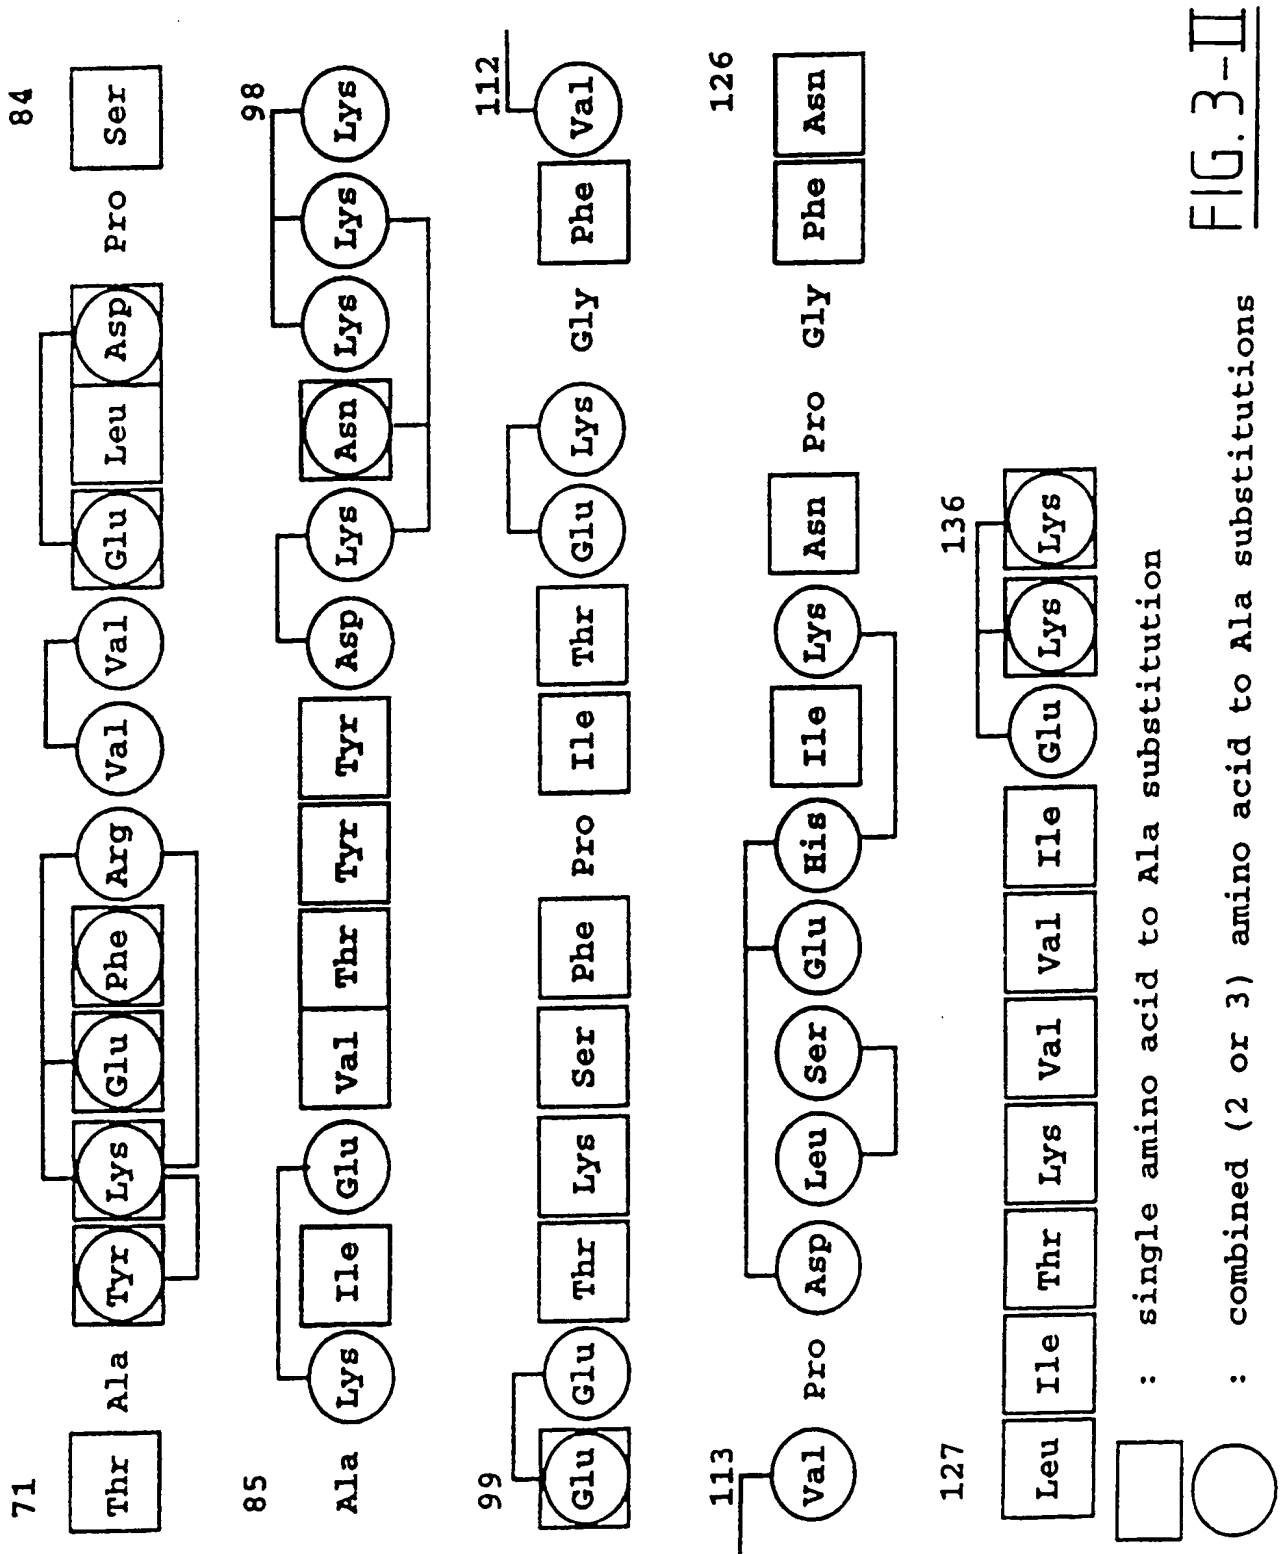 71 84
Thr Ala Tyr Lys Glu Phe Arg Val Val Glu Leu Asp Pro Ser
85 98
Ala Lys Ile Glu Val Thr Tyr Tyr Asp Lys Asn Lys Lys Lys
99 112
Glu Glu Thr Lys Ser Phe Pro Ile Thr Glu Lys Gly Phe Val
113 126
Val Pro Asp Leu Ser Glu His Ile Lys Asn Pro Gly Phe Asn
127 136
Leu Ile Thr Lys Val Val Ile Glu Lys Lys
: single amino acid to Ala substitution
: combined (2 or 3) amino acid to Ala substitutions
FIG. 3-II